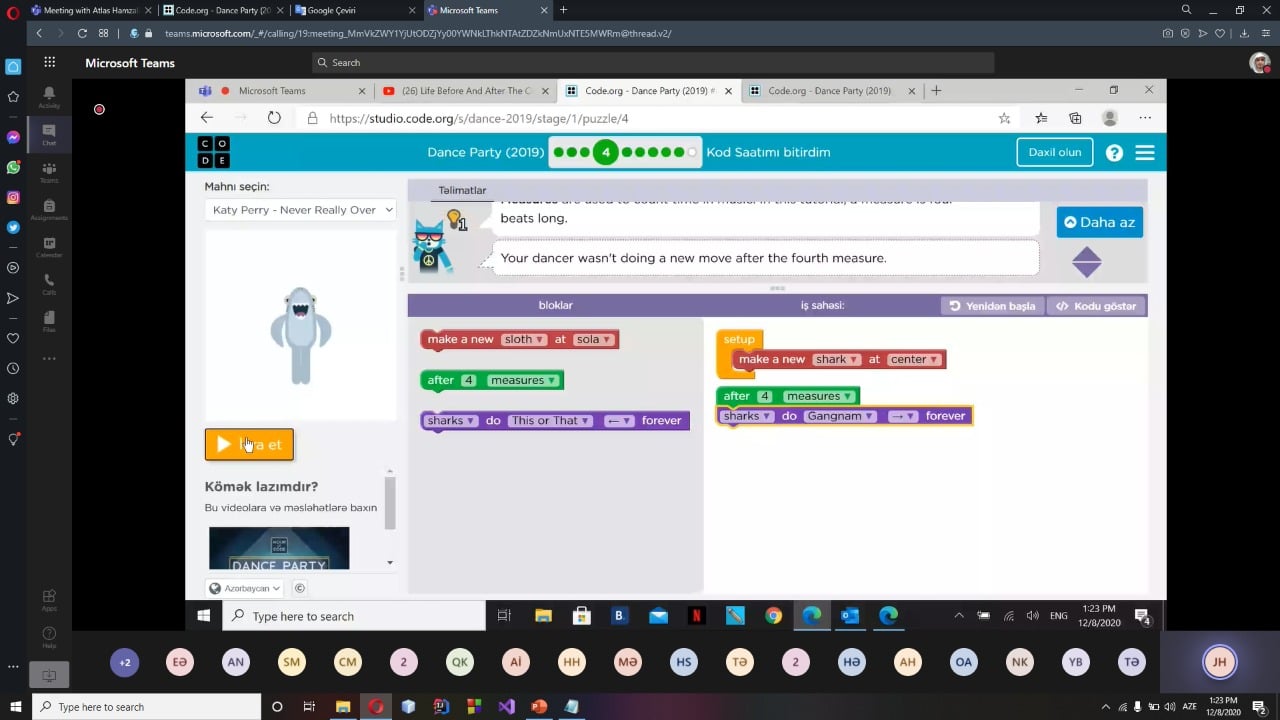 Meeting with Atlas Hamzal
Code.org - Dance Party (20
Google Çeviri
Microsoft Teams
teams.microsoft.com/_#/calling/19:meeting_MmVkZWY1YjUtODZjYy00YWNkLThkNTAtZDZkNmUxNTE5MWRm@thread.v2/
Microsoft Teams
Search
Activity
Chat
Teams
Assignments
Calendar
Calls
Files
Apps
Help
Microsoft Teams
(26) Life Before And After The C
Code.org - Dance Party (2019) #
Code.org - Dance Party (2019)
https://studio.code.org/s/dance-2019/stage/1/puzzle/4
CODE
Dance Party (2019)
4
Kod Saatımı bitirdim
Daxil olun
?
Mahnı seçin:
Katy Perry - Never Really Over
Təlimatlar
beats long.
Daha az
1
Your dancer wasn't doing a new move after the fourth measure.
bloklar
iş sahəsi:
Yenidən başla
Kodu göstər
make a new sloth at sola
after 4 measures
sharks do This or That ← forever
setup
make a new shark at center
after 4 measures
sharks do Gangnam → forever
Kömək lazımdır?
Bu videolara və məsləhətlərə baxın
HOUR OF CODE
DANCE PARTY
Azərbaycan
©
Type here to search
B.
N
ENG
1:23 PM
12/8/2020
4
+2
EƏ
AN
SM
CM
2
QK
Aİ
HH
MƏ
HS
TƏ
2
HƏ
AH
OA
NK
YB
TƏ
JH
Type here to search
AZE
1:23 PM
12/8/2020
2